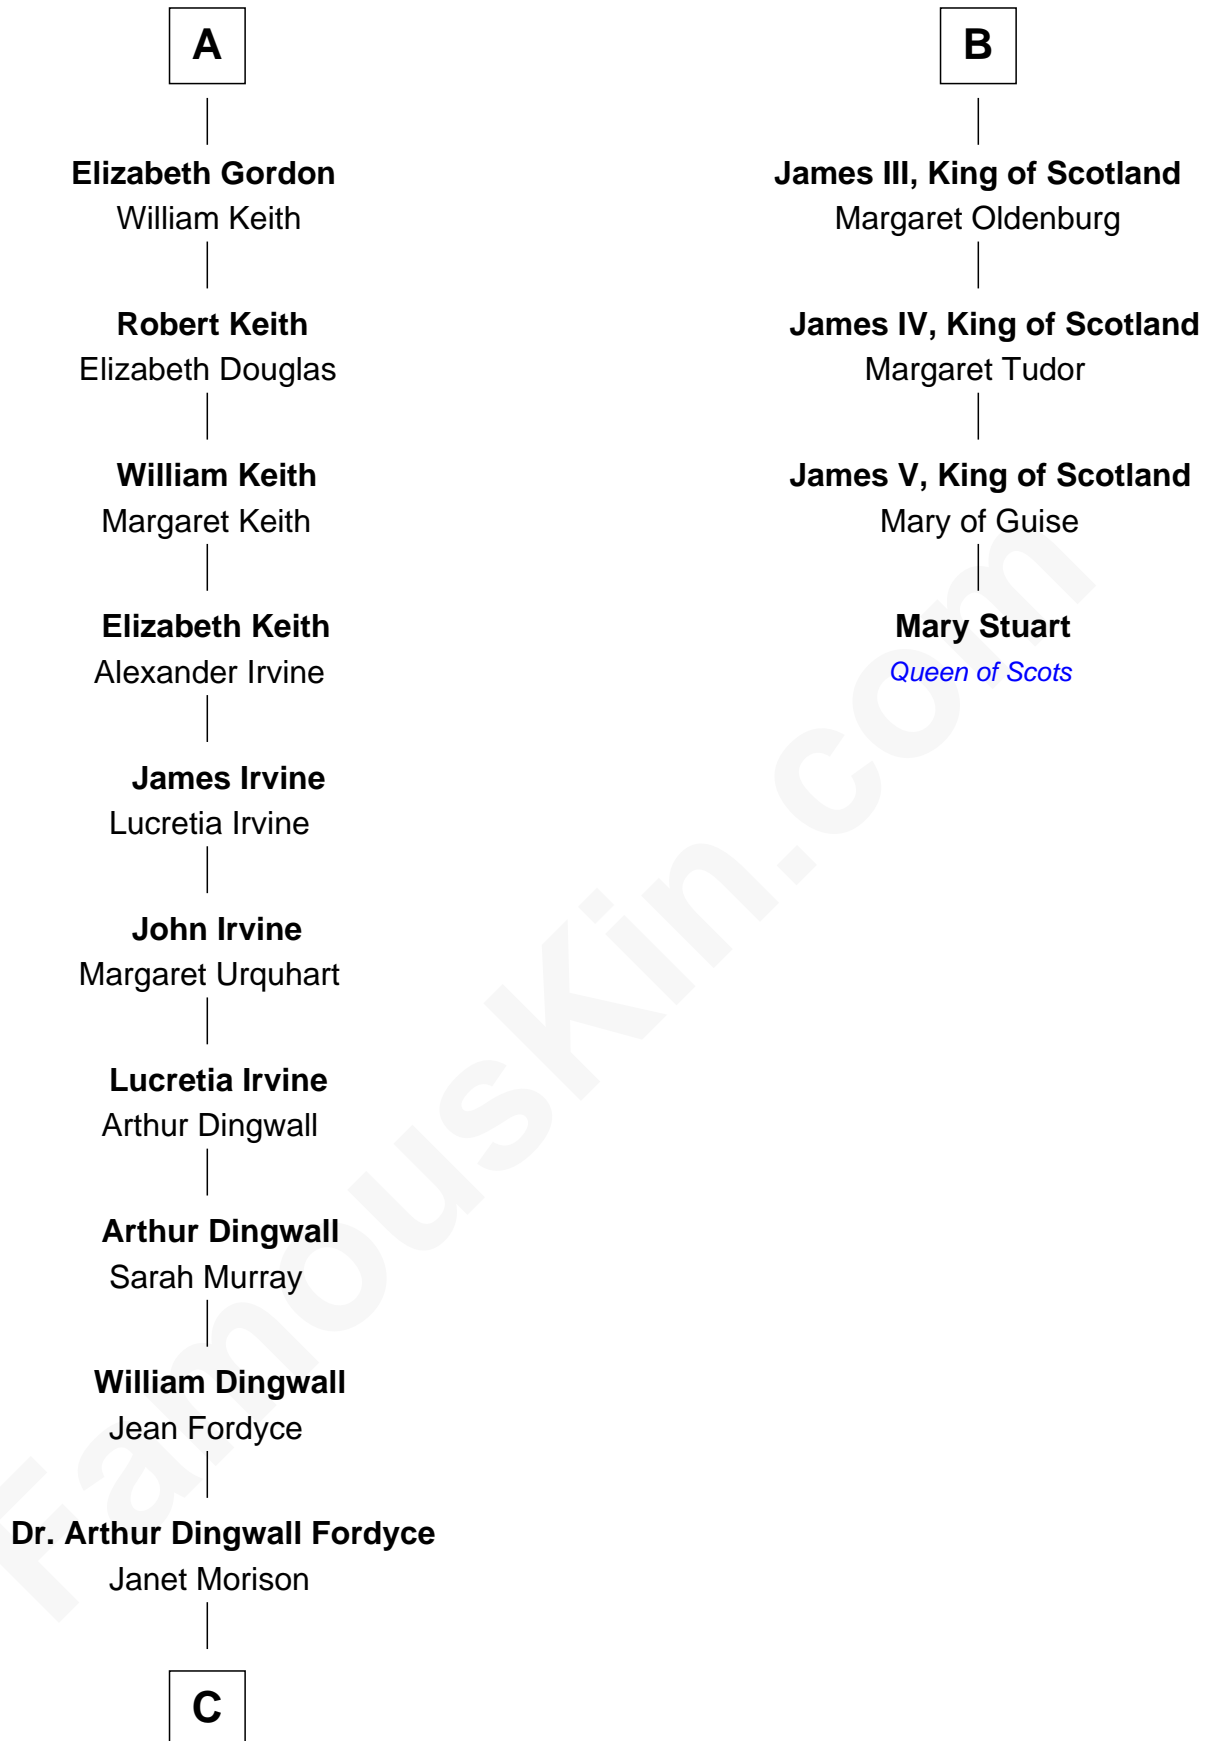 A
Elizabeth Gordon
William Keith
Robert Keith
Elizabeth Douglas
William Keith
Margaret Keith
Elizabeth Keith
Alexander Irvine
James Irvine
Lucretia Irvine
John Irvine
Margaret Urquhart
Lucretia Irvine
Arthur Dingwall
Arthur Dingwall
Sarah Murray
William Dingwall
Jean Fordyce
Dr. Arthur Dingwall Fordyce
Janet Morison
C
B
James III, King of Scotland
Margaret Oldenburg
James IV, King of Scotland
Margaret Tudor
James V, King of Scotland
Mary of Guise
Mary Stuart
Queen of Scots
FamousKin.com